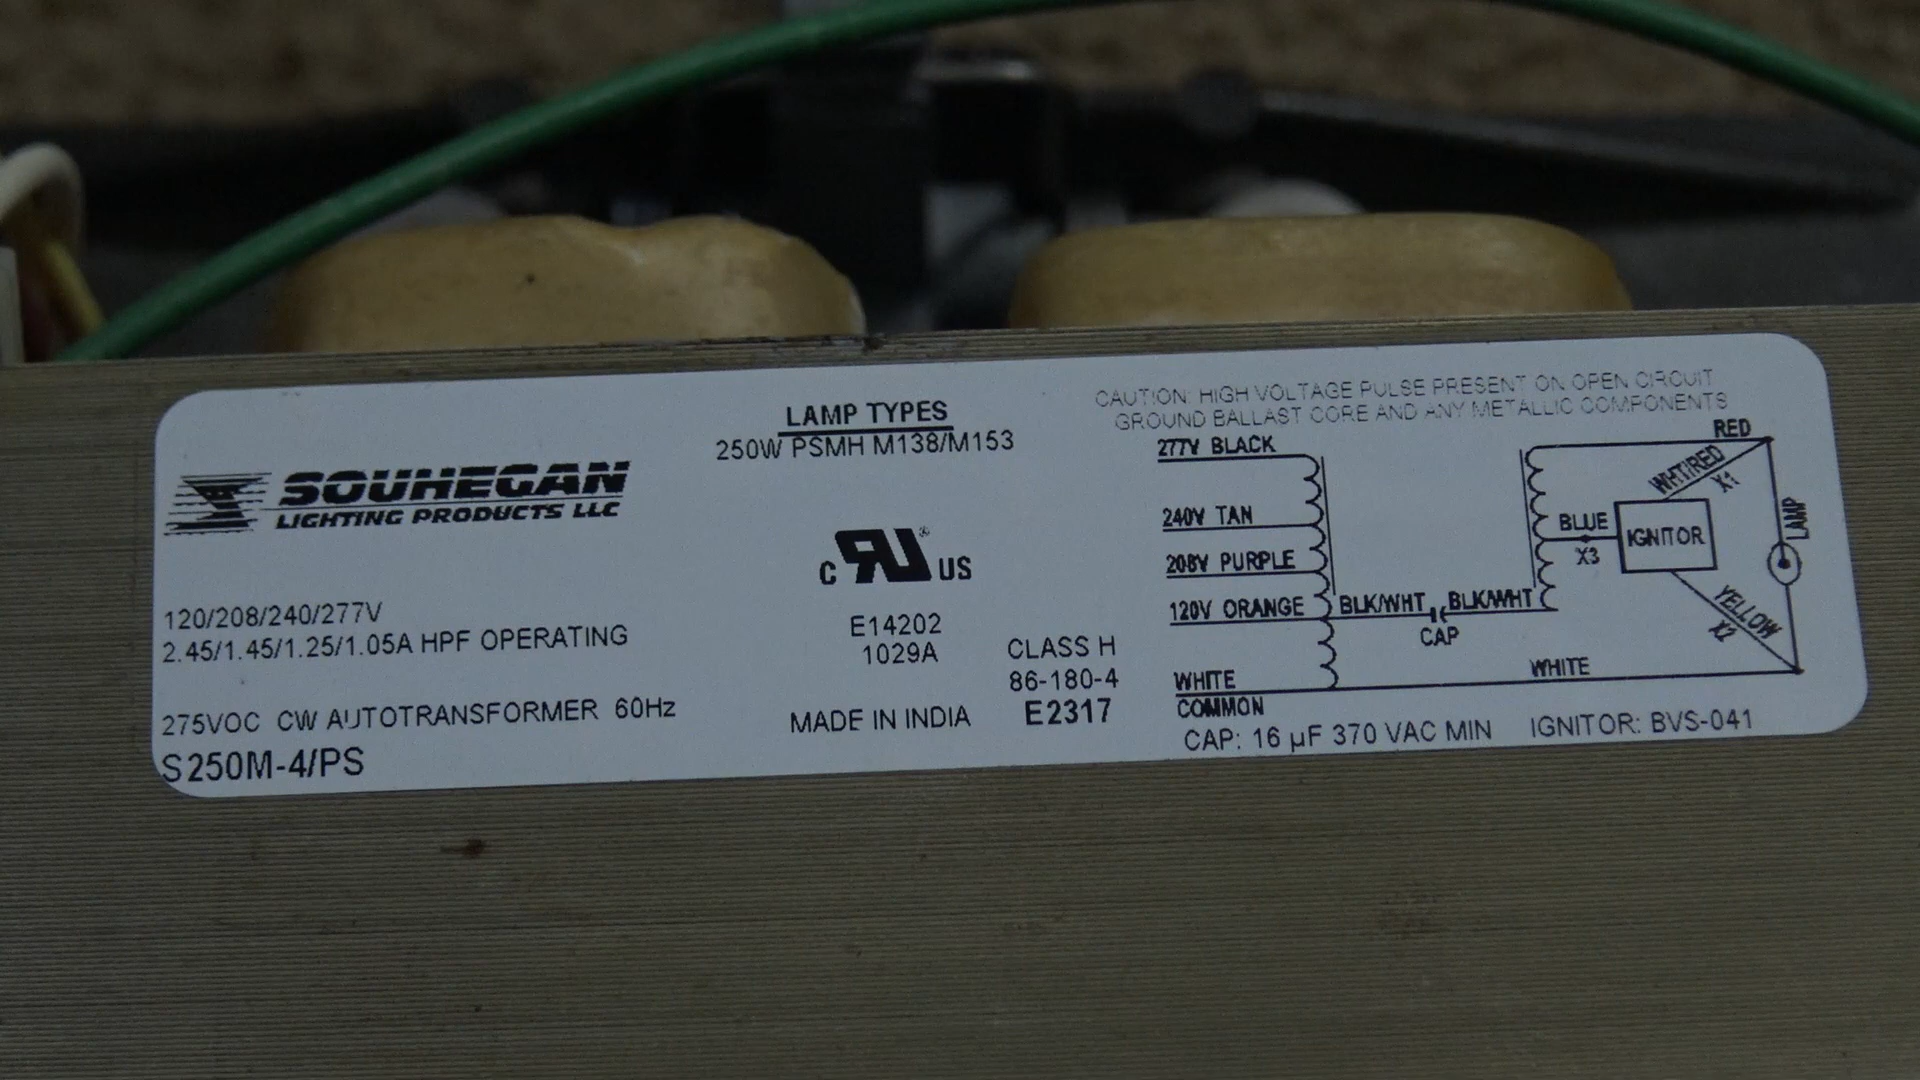 SOUHEGAN
LIGHTING PRODUCTS LLC
120/208/240/277V
2.45/1.45/1.25/1.05A HPF OPERATING
275VOC CW AUTOTRANSFORMER 60Hz
S250M-4/PS
LAMP TYPES
250W PSMH M138/M153
C RU® US
E14202
1029A
MADE IN INDIA
CLASS H
86-180-4
E2317
CAUTION: HIGH VOLTAGE PULSE PRESENT ON OPEN CIRCUIT
GROUND BALLAST CORE AND ANY METALLIC COMPONENTS
277V BLACK
240V TAN
208V PURPLE
120V ORANGE
WHITE
COMMON
BLK/WHT
BLK/WHT
CAP
RED
WHT/RED
X1
BLUE
X3
IGNITOR
LAMP
YELLOW
X2
WHITE
CAP: 16 µF 370 VAC MIN IGNITOR: BVS-041